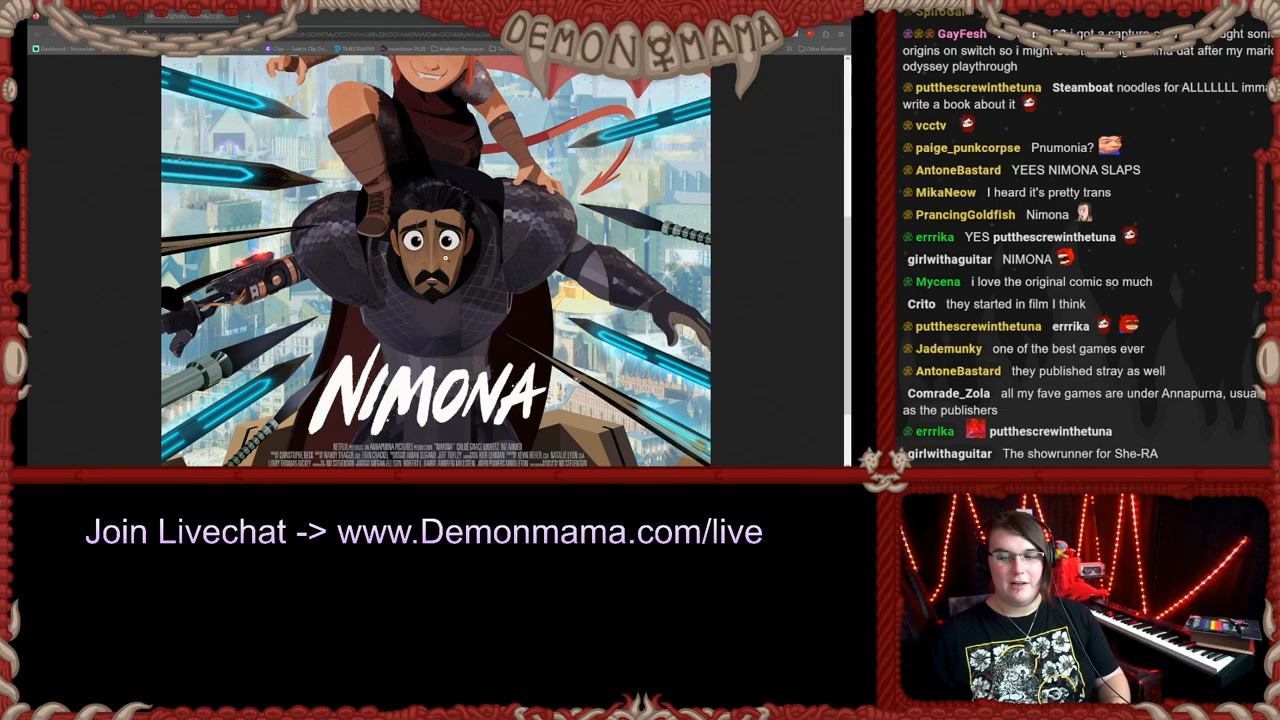 DEMON MAMA
Other Bookmarks
NIMONA
Join Livechat -> www.Demonmama.com/live
SpiroGal
GayFesh
origins on switch so i might
odyssey playthrough
putthescrewinthetuna Steamboat noodles for ALLLLLLL imma
write a book about it
vcctv
paige_punkcorpse Pnumonia?
AntoneBastard YEES NIMONA SLAPS
MikaNeow I heard it's pretty trans
PrancingGoldfish Nimona
errrika YES putthescrewinthetuna
girlwithaguitar NIMONA
Mycena i love the original comic so much
Crito they started in film I think
putthescrewinthetuna errrika
Jademunky one of the best games ever
AntoneBastard they published stray as well
Comrade_Zola all my fave games are under Annapurna, usua
as the publishers
errrika putthescrewinthetuna
girlwithaguitar The showrunner for She-RA